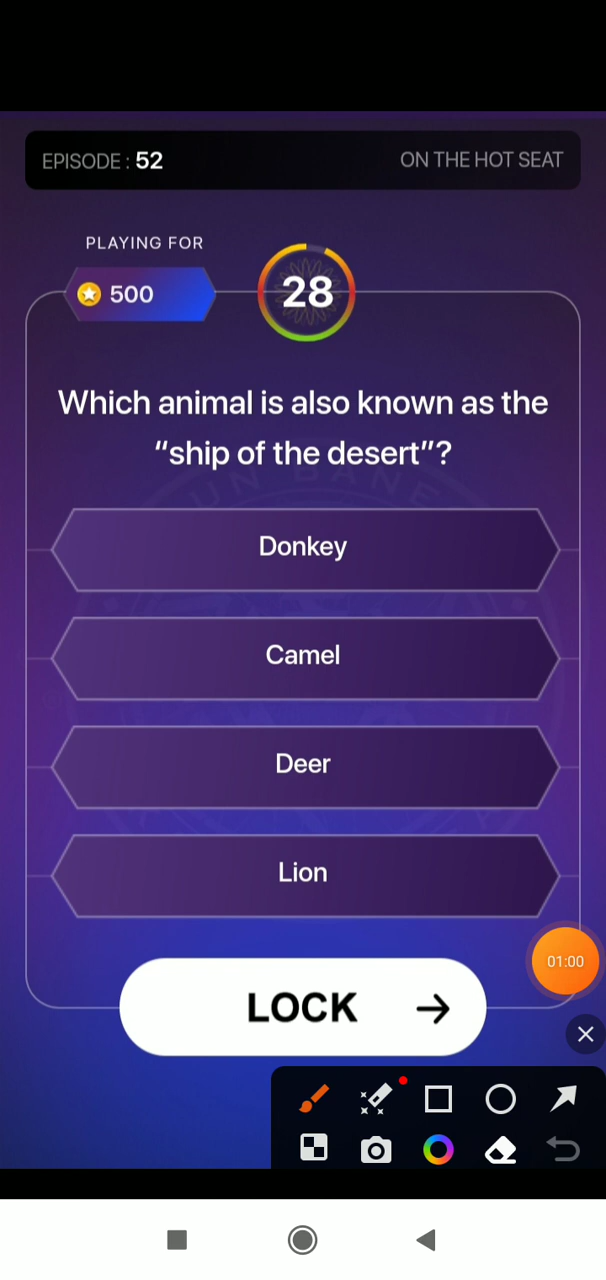 EPISODE : 52
ON THE HOT SEAT
PLAYING FOR
500
28
Which animal is also known as the
“ship of the desert”?
Donkey
Camel
Deer
Lion
01:00
LOCK